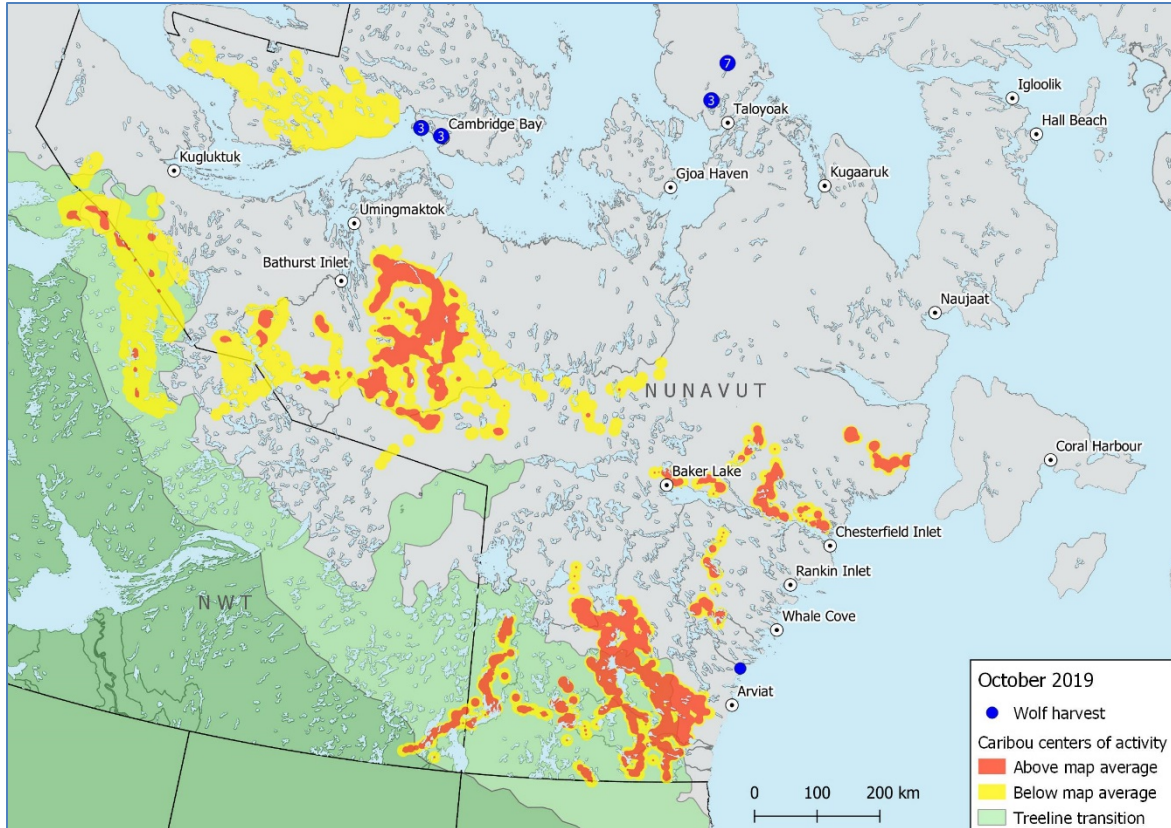 7
Igloolik
3
Taloyoak
Hall Beach
3
3
Cambridge Bay
Kugluktuk
Gjoa Haven
Kugaaruk
Umingmaktok
Bathurst Inlet
Naujaat
NUNAVUT
Baker Lake
Coral Harbour
Chesterfield Inlet
Rankin Inlet
NWT
Whale Cove
Arviat
0 100 200 km
October 2019
Wolf harvest
Caribou centers of activity
Above map average
Below map average
Treeline transition